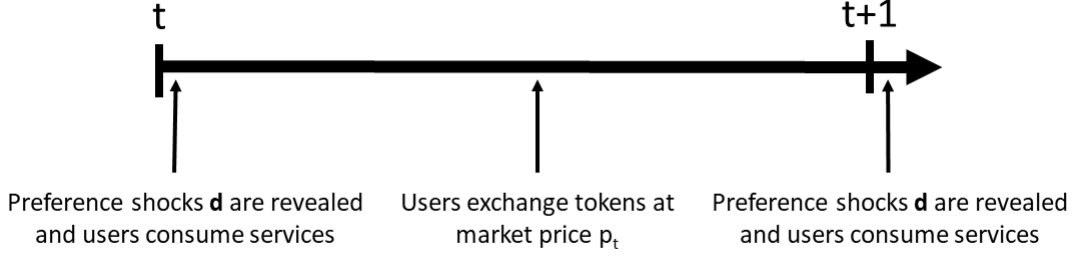 t
t+1
Preference shocks d are revealed
and users consume services
Users exchange tokens at
market price pt
Preference shocks d are revealed
and users consume services